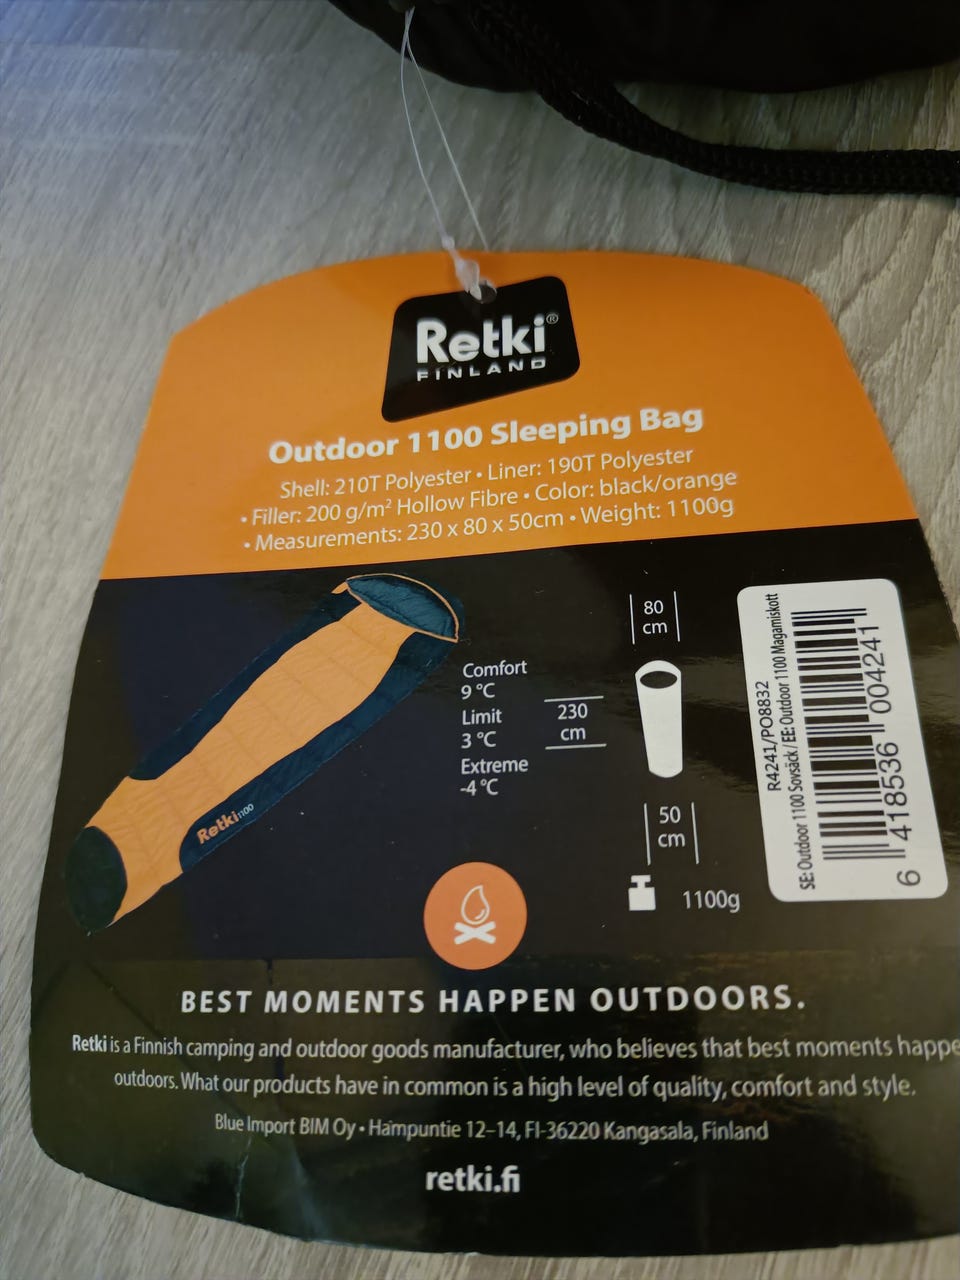 Retki®
FINLAND
Outdoor 1100 Sleeping Bag
Shell: 210T Polyester • Liner: 190T Polyester
• Filler: 200 g/m² Hollow Fibre • Color: black/orange
• Measurements: 230 x 80 x 50cm • Weight: 1100g
Retki1100
Comfort
9 °C
Limit
3 °C
Extreme
-4 °C
230
cm
80
cm
50
cm
1100g
R4241/PO8832
SE: Outdoor 1100 Sovsäck / EE: Outdoor 1100 Magamiskott
6 418536 004241
BEST MOMENTS HAPPEN OUTDOORS.
Retki is a Finnish camping and outdoor goods manufacturer, who believes that best moments happe
outdoors. What our products have in common is a high level of quality, comfort and style.
Blue Import BIM Oy • Hampuntie 12–14, FI-36220 Kangasala, Finland
retki.fi